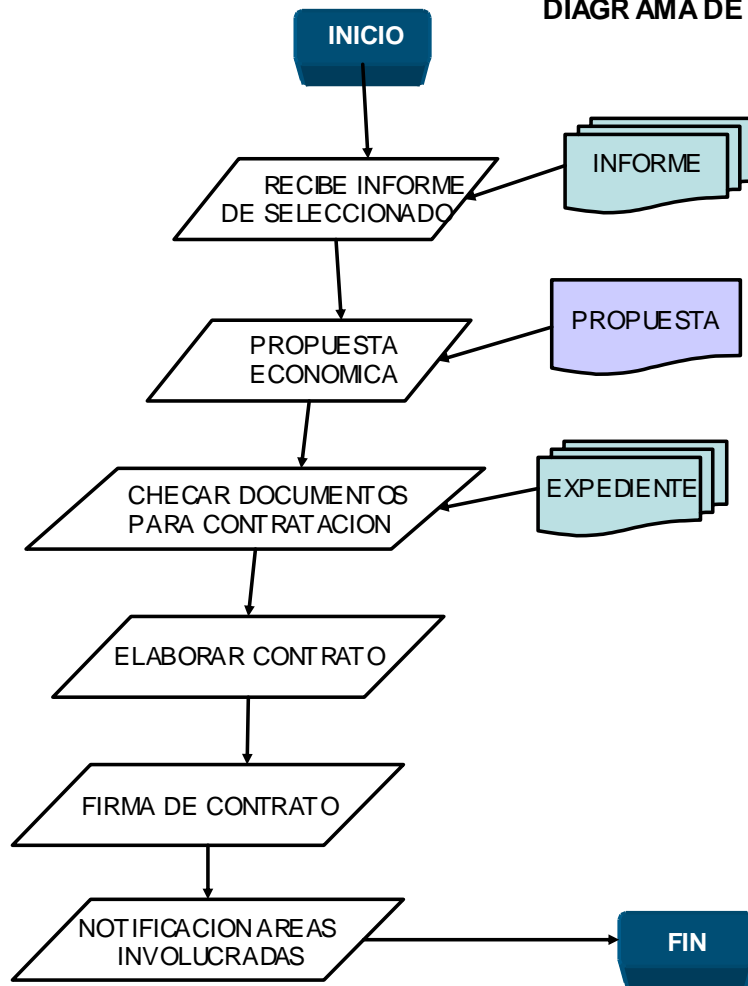 DIAGRAMA DE
INICIO
INFORME
RECIBE INFORME
DE SELECCIONADO
PROPUESTA
PROPUESTA
ECONOMICA
EXPEDIENTE
CHECAR DOCUMENTOS
PARA CONTRATACION
ELABORAR CONTRATO
FIRMA DE CONTRATO
NOTIFICACION AREAS
INVOLUCRADAS
FIN